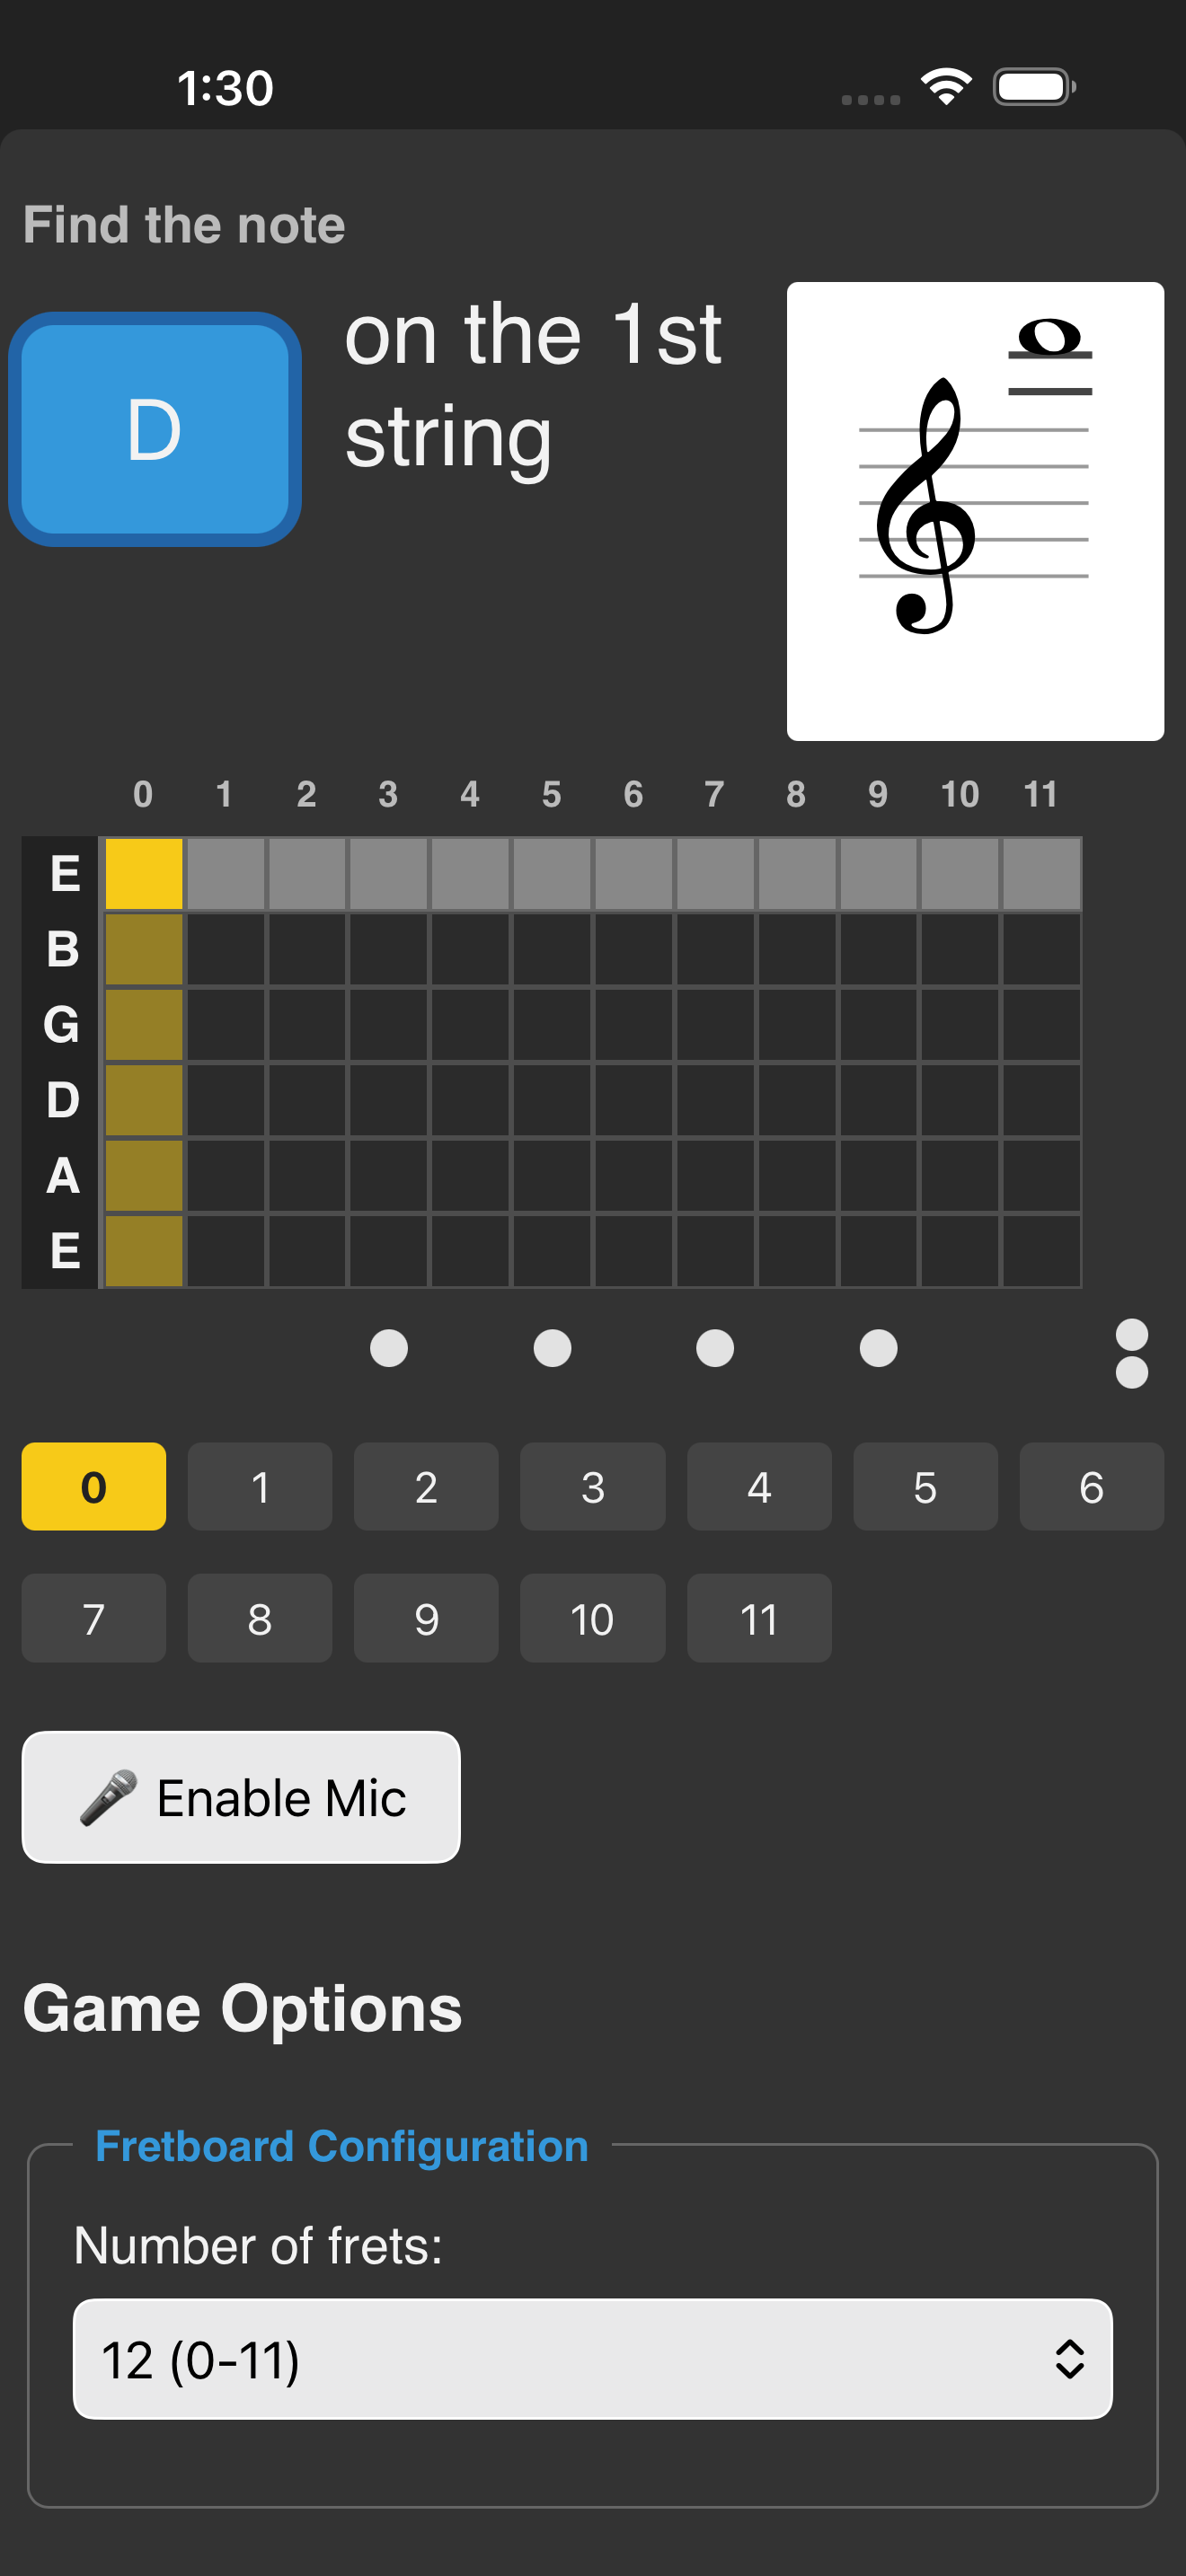 1:30
Find the note
D
on the 1st
string
0 1 2 3 4 5 6 7 8 9 10 11
E
B
G
D
A
E
0 1 2 3 4 5 6
7 8 9 10 11
🎤 Enable Mic
Game Options
Fretboard Configuration
Number of frets:
12 (0-11)